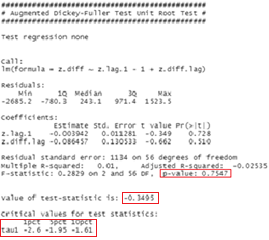 ###############################################
# Augmented Dickey-Fuller Test Unit Root Test #
###############################################
Test regression none
Call:
lm(formula = z.diff ~ z.lag.1 - 1 + z.diff.lag)
Residuals:
Min 1Q Median 3Q Max
-2685.2 -780.3 243.1 971.4 1523.5
Coefficients:
Estimate Std. Error t value Pr(>|t|)
z.lag.1 -0.003942 0.011281 -0.349 0.728
z.diff.lag -0.086457 0.130533 -0.662 0.510
Residual standard error: 1134 on 56 degrees of freedom
Multiple R-squared: 0.01, Adjusted R-squared: -0.02535
F-statistic: 0.2829 on 2 and 56 DF, p-value: 0.7547
Value of test-statistic is: -0.3495
Critical values for test statistics:
1pct 5pct 10pct
tau1 -2.6 -1.95 -1.61